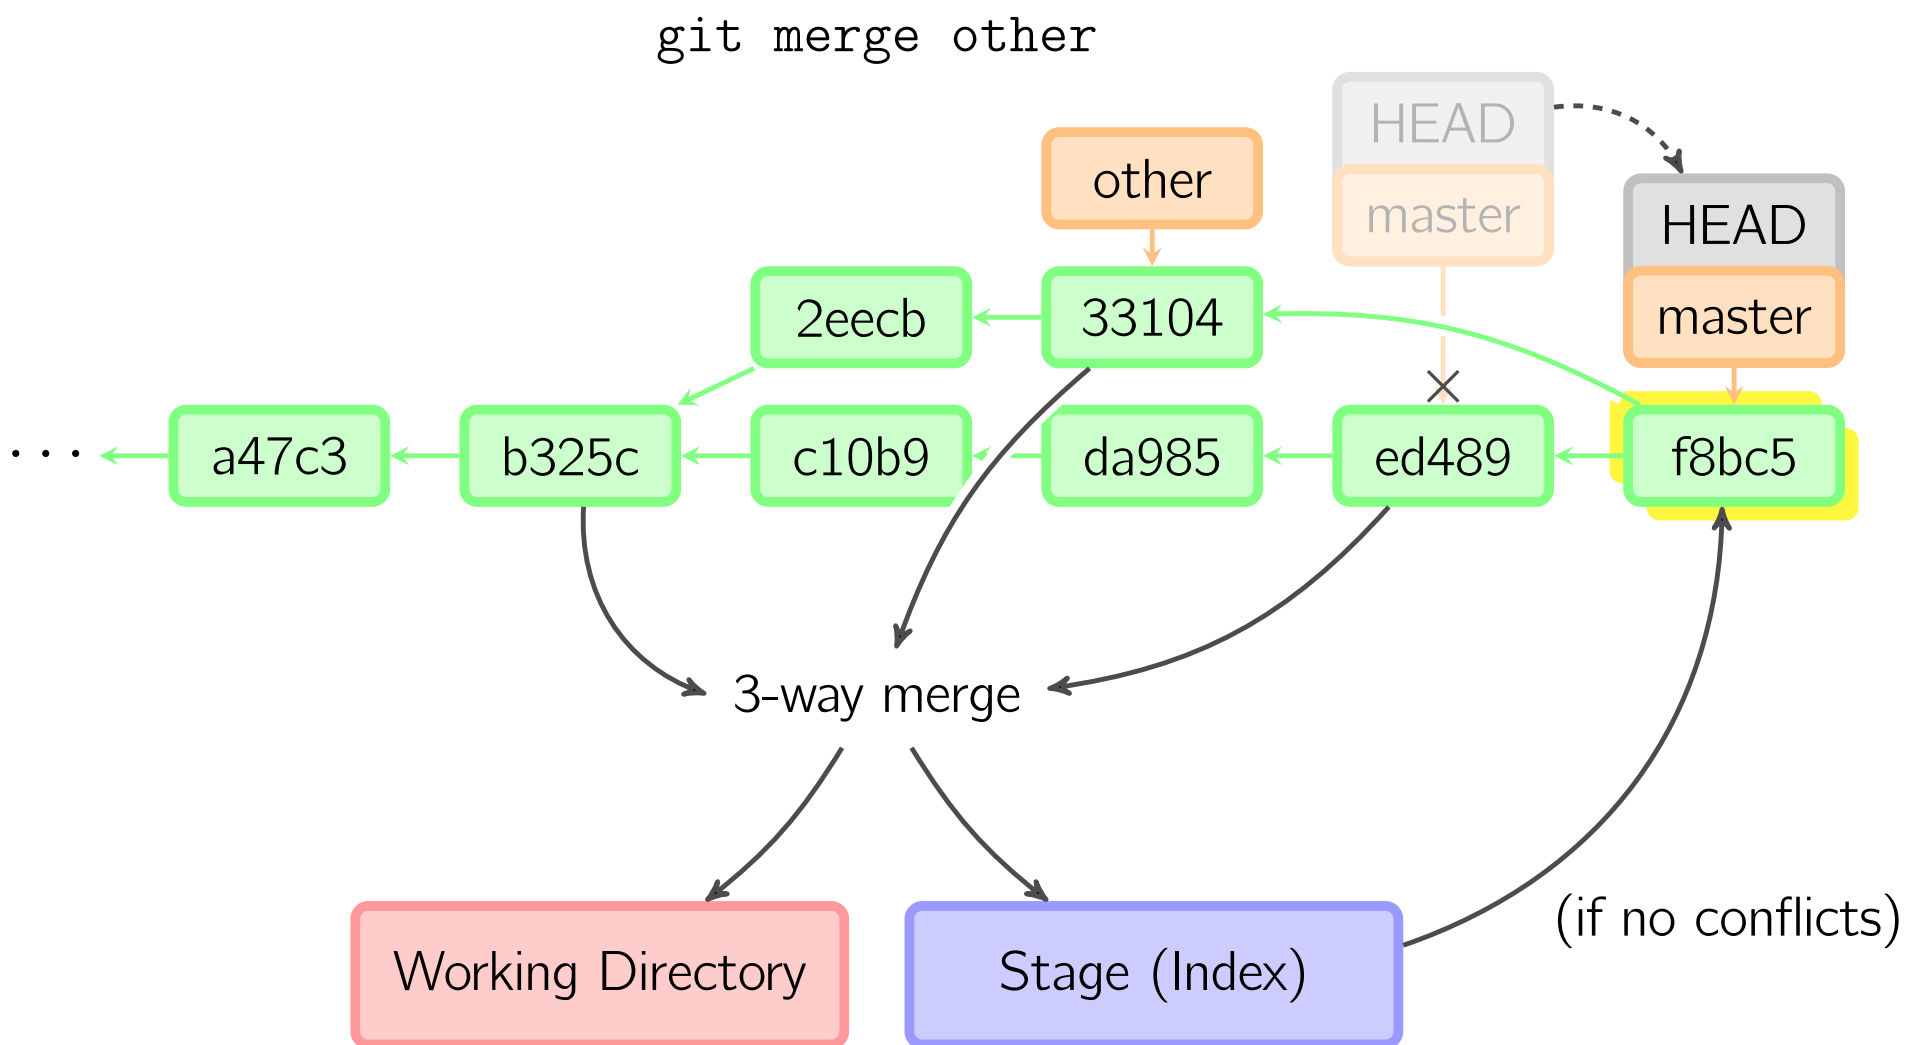 git merge other
HEAD
other
master
HEAD
2eecb
33104
master
... a47c3 b325c c10b9 da985 ed489 f8bc5
3-way merge
(if no conflicts)
Working Directory
Stage (Index)